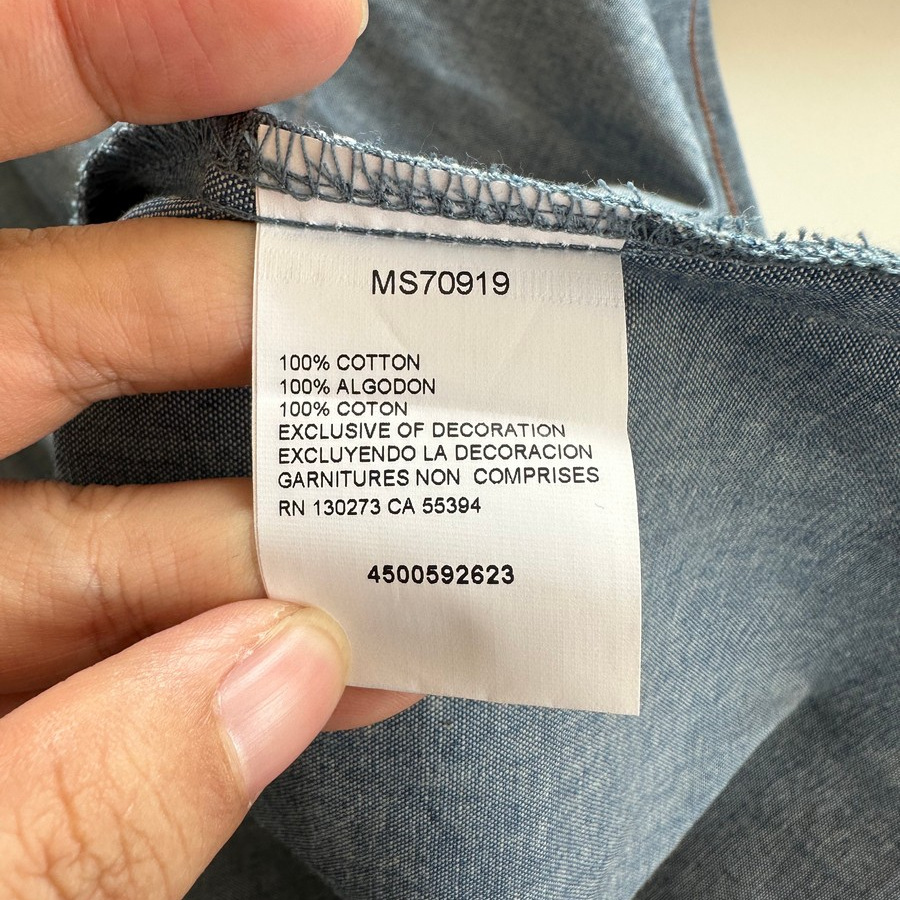 MS70919
100% COTTON
100% ALGODON
100% COTON
EXCLUSIVE OF DECORATION
EXCLUYENDO LA DECORACION
GARNITURES NON COMPRISES
RN 130273 CA 55394
4500592623